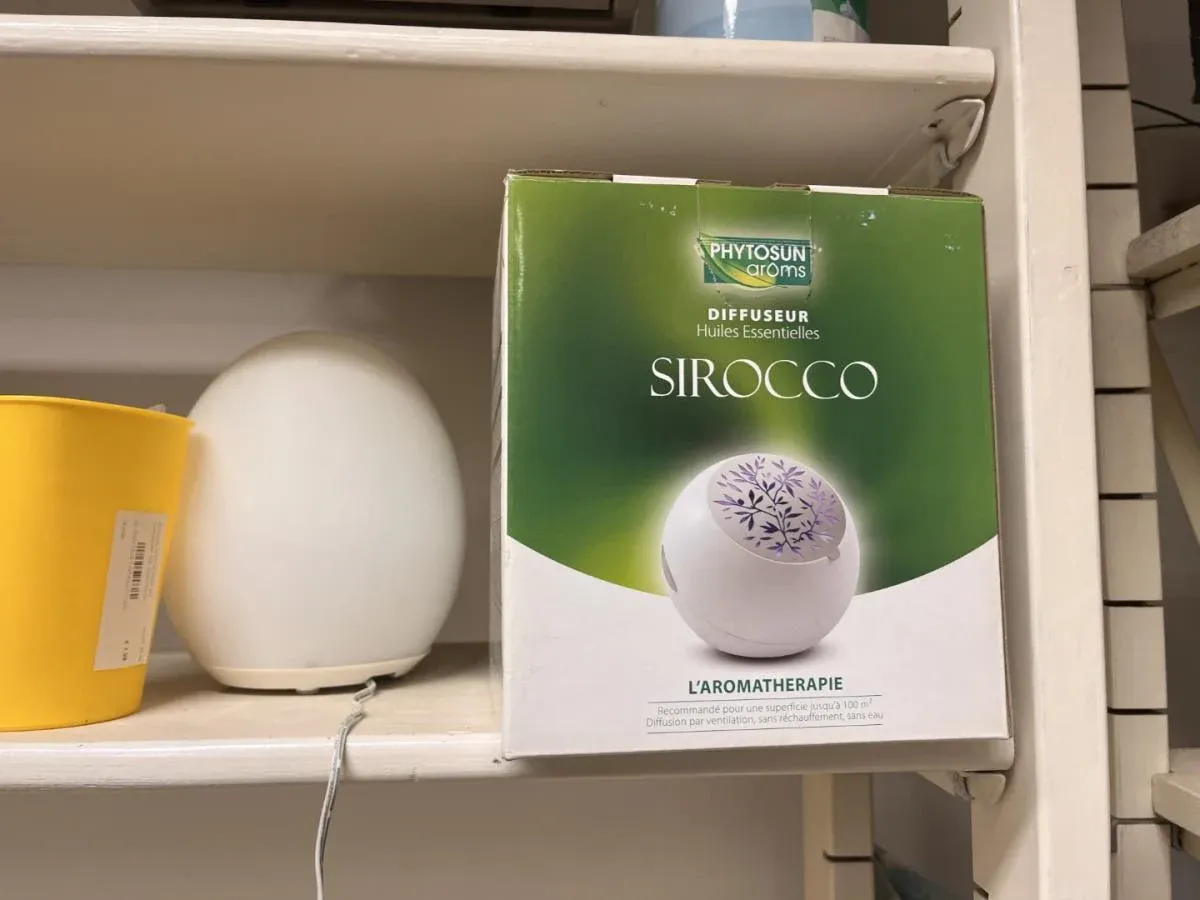 PHYTOSUN
arôms
DIFFUSEUR
Huiles Essentielles
SIROCCO
L'AROMATHERAPIE
Recommandé pour une superficie jusqu'à 100 m²
Diffusion par ventilation, sans réchauffement, sans eau